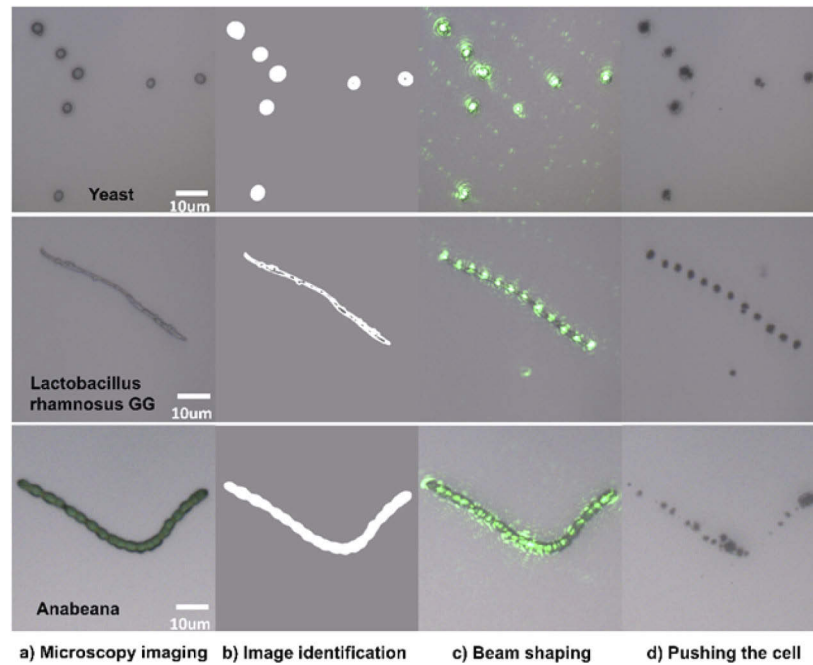 Yeast
10um
Lactobacillus
rhamnosus GG
10um
Anabeana
10um
a) Microscopy imaging b) Image identification c) Beam shaping d) Pushing the cell